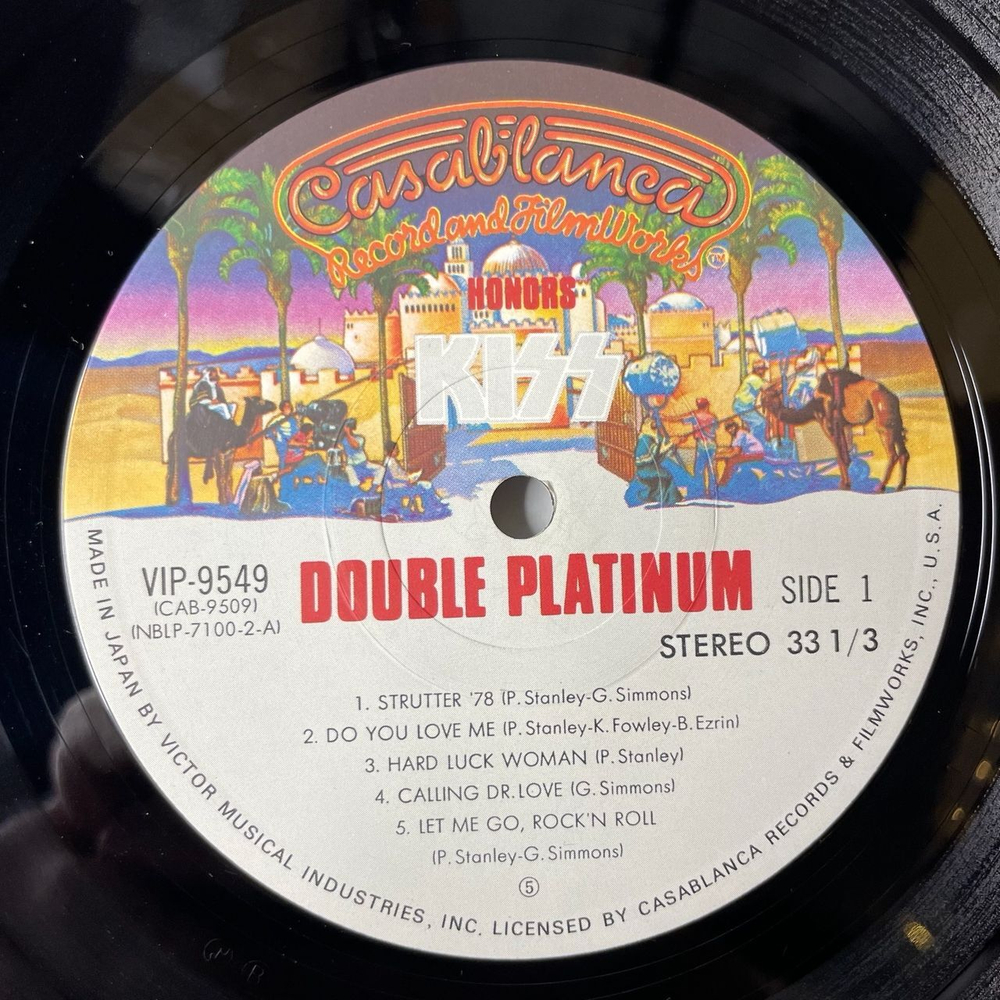 Casablanca
Record and FilmWorks TM
HONORS
KISS
VIP-9549
(CAB-9509)
(NBLP-7100-2-A)
DOUBLE PLATINUM
SIDE 1
STEREO 33 1/3
1. STRUTTER '78 (P. Stanley-G. Simmons)
2. DO YOU LOVE ME (P. Stanley-K. Fowley-B. Ezrin)
3. HARD LUCK WOMAN (P. Stanley)
4. CALLING DR. LOVE (G. Simmons)
5. LET ME GO, ROCK'N ROLL
(P. Stanley-G. Simmons)
⑤
MADE IN JAPAN BY VICTOR MUSICAL INDUSTRIES, INC. LICENSED BY CASABLANCA RECORDS & FILMWORKS, INC., U.S.A.